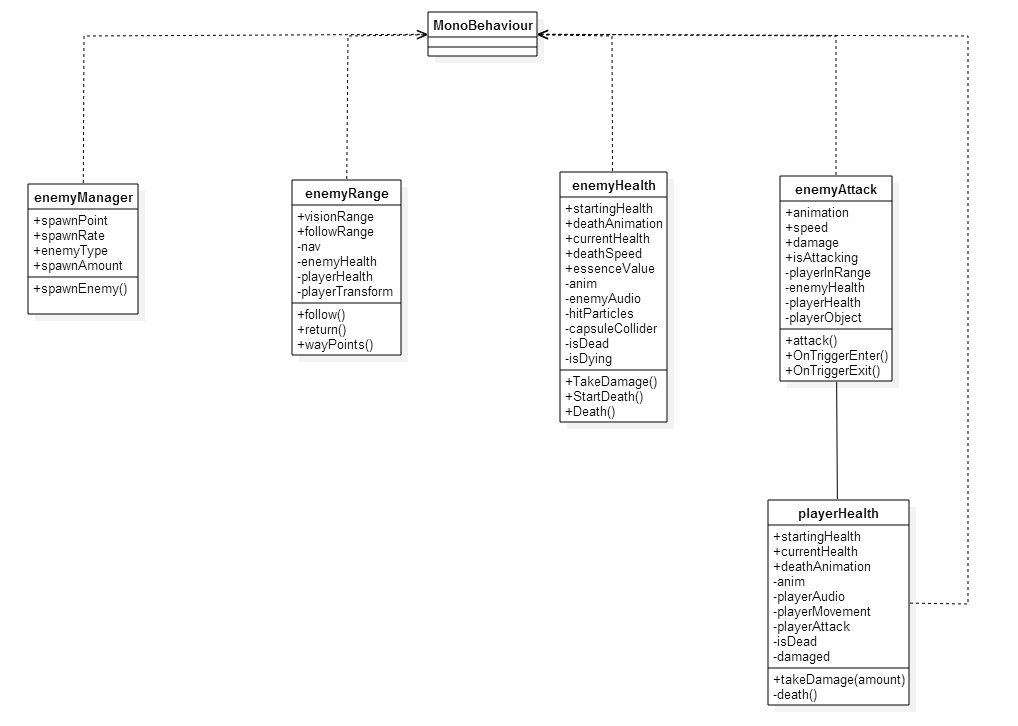 MonoBehaviour
enemyManager
+spawnPoint
+spawnRate
+enemyType
+spawnAmount
+spawnEnemy()
enemyRange
+visionRange
+followRange
-nav
-enemyHealth
-playerHealth
-playerTransform
+follow()
+return()
+wayPoints()
enemyHealth
+startingHealth
+deathAnimation
+currentHealth
+deathSpeed
+essenceValue
-anim
-enemyAudio
-hitParticles
-capsuleCollider
-isDead
-isDying
+TakeDamage()
+StartDeath()
+Death()
enemyAttack
+animation
+speed
+damage
+isAttacking
-playerInRange
-enemyHealth
-playerHealth
-playerObject
+attack()
+OnTriggerEnter()
+OnTriggerExit()
playerHealth
+startingHealth
+currentHealth
+deathAnimation
-anim
-playerAudio
-playerMovement
-playerAttack
-isDead
-damaged
+takeDamage(amount)
-death()